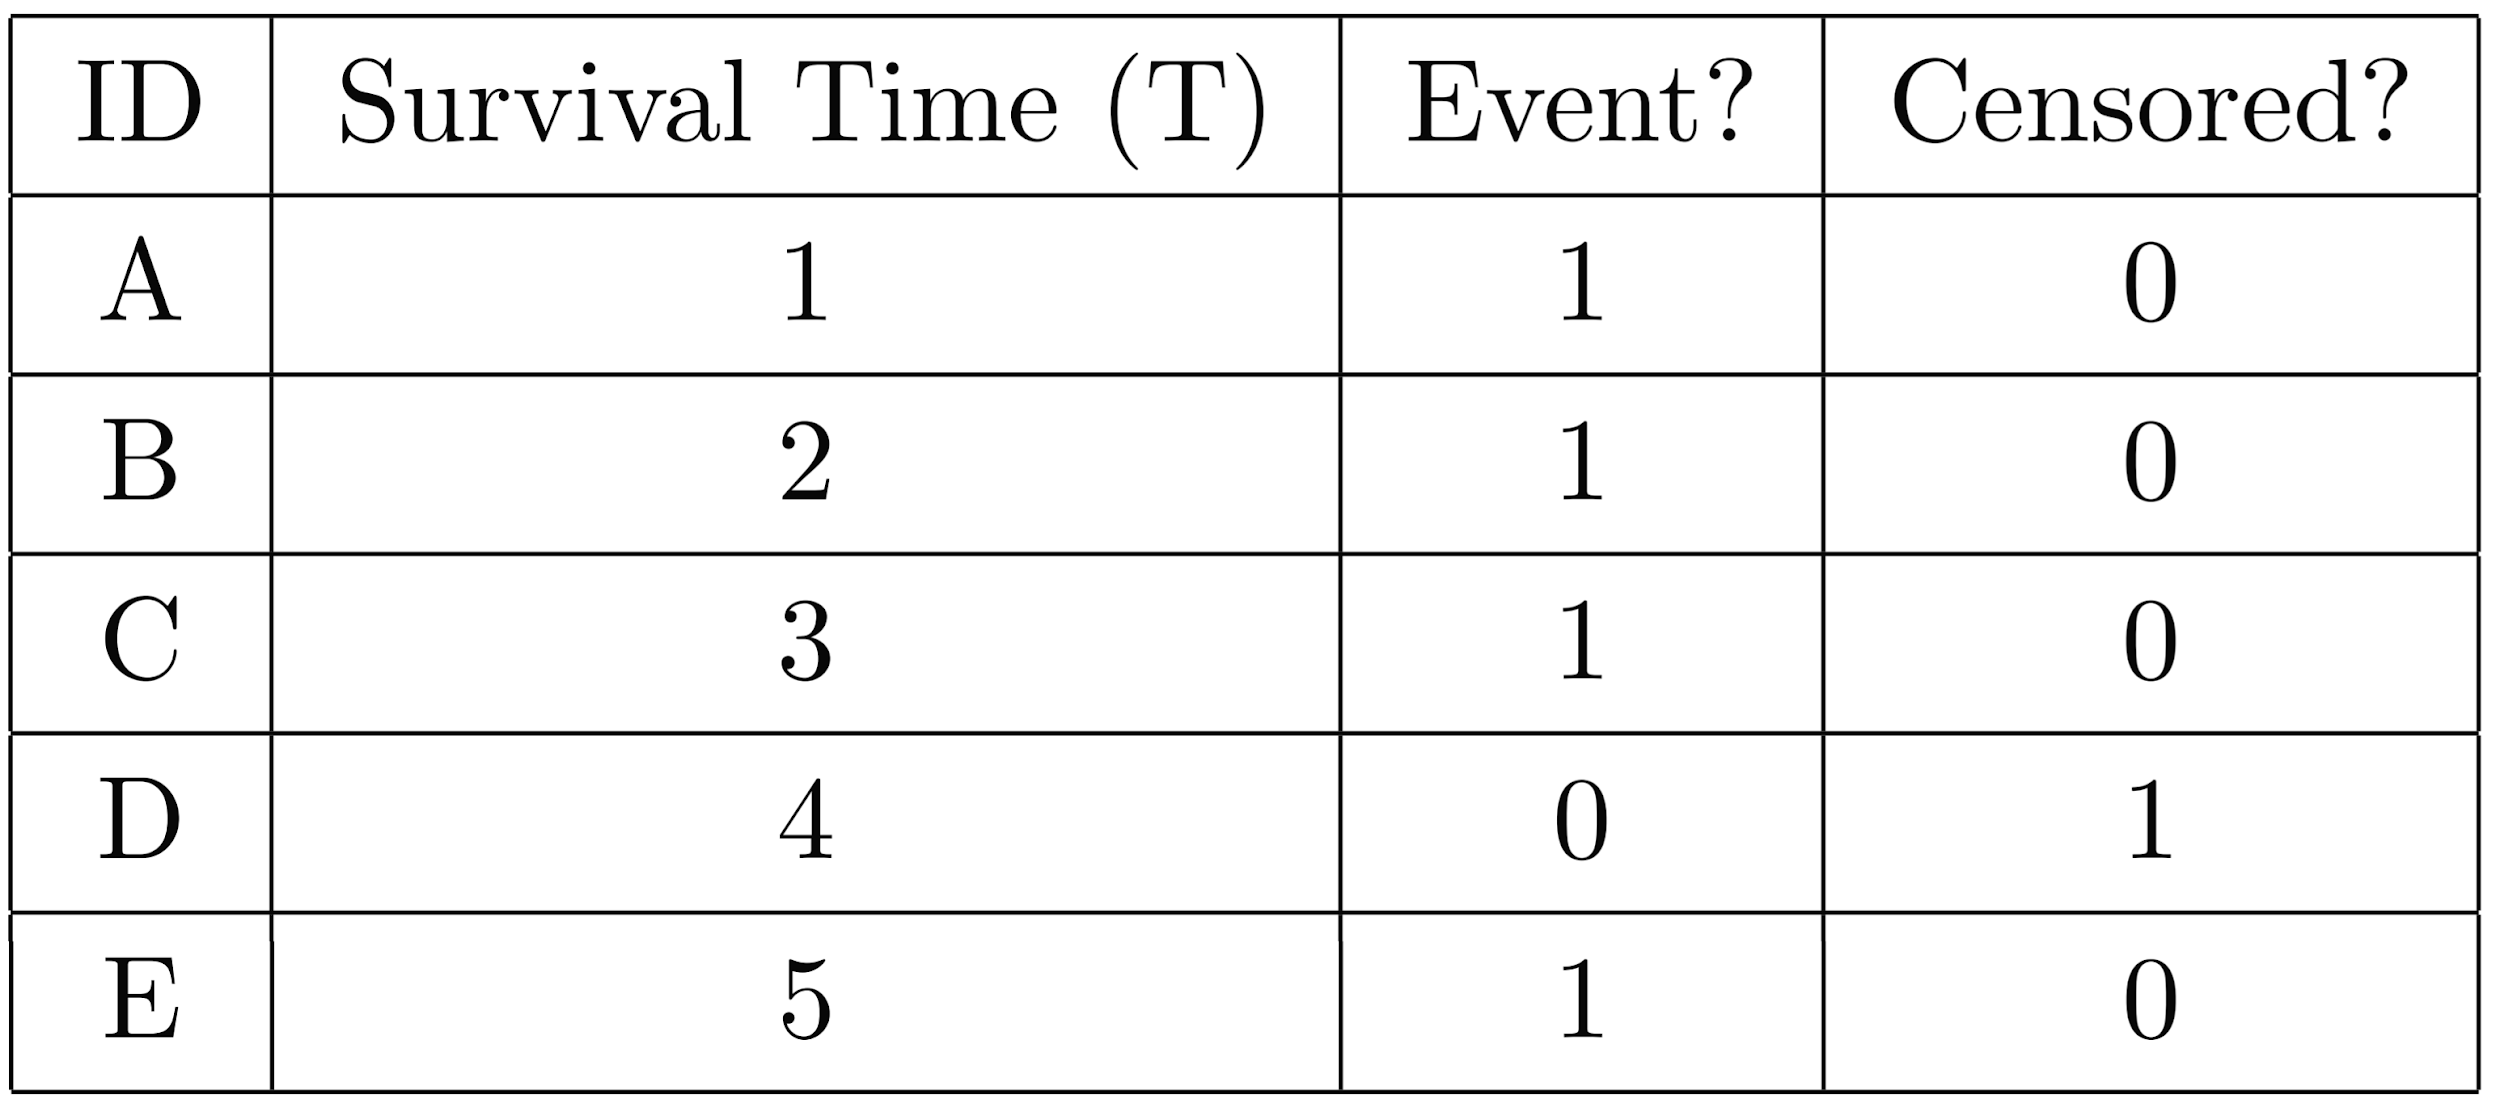 ID Survival Time (T) Event? Censored?
A 1 1 0
B 2 1 0
C 3 1 0
D 4 0 1
E 5 1 0